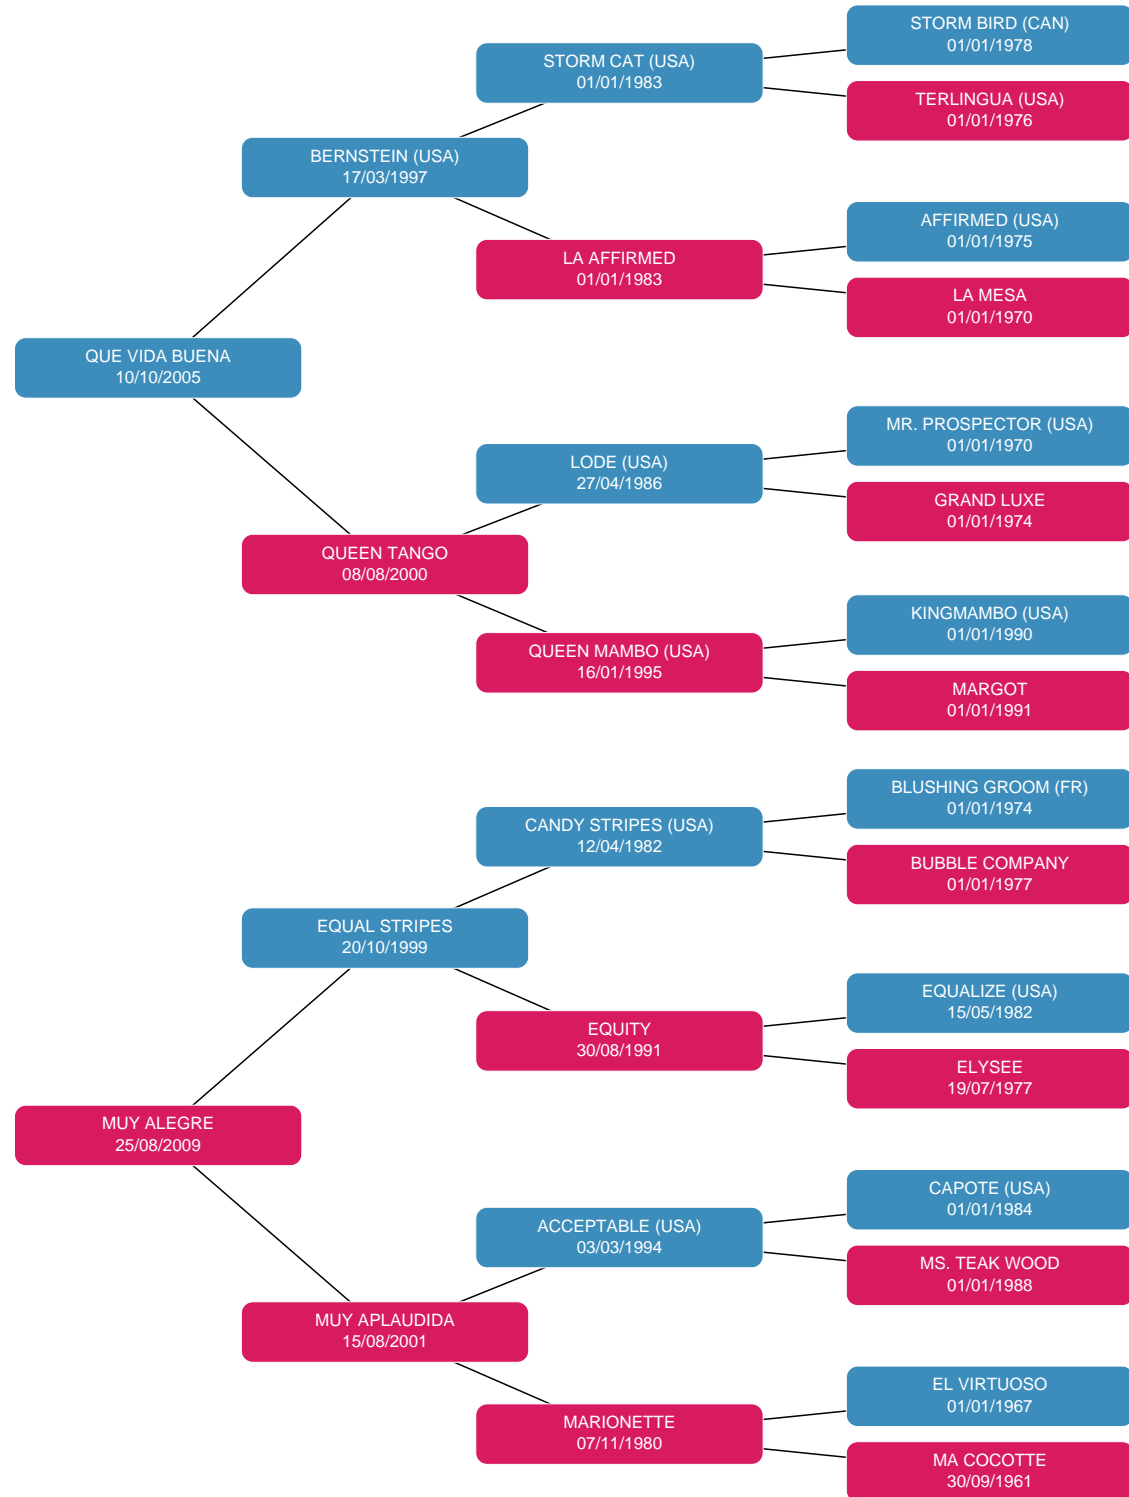 STORM BIRD (CAN)
01/01/1978
STORM CAT (USA)
01/01/1983
TERLINGUA (USA)
01/01/1976
BERNSTEIN (USA)
17/03/1997
AFFIRMED (USA)
01/01/1975
LA AFFIRMED
01/01/1983
LA MESA
01/01/1970
QUE VIDA BUENA
10/10/2005
MR. PROSPECTOR (USA)
01/01/1970
LODE (USA)
27/04/1986
GRAND LUXE
01/01/1974
QUEEN TANGO
08/08/2000
KINGMAMBO (USA)
01/01/1990
QUEEN MAMBO (USA)
16/01/1995
MARGOT
01/01/1991
BLUSHING GROOM (FR)
01/01/1974
CANDY STRIPES (USA)
12/04/1982
BUBBLE COMPANY
01/01/1977
EQUAL STRIPES
20/10/1999
EQUALIZE (USA)
15/05/1982
EQUITY
30/08/1991
ELYSEE
19/07/1977
MUY ALEGRE
25/08/2009
CAPOTE (USA)
01/01/1984
ACCEPTABLE (USA)
03/03/1994
MS. TEAK WOOD
01/01/1988
MUY APLAUDIDA
15/08/2001
EL VIRTUOSO
01/01/1967
MARIONETTE
07/11/1980
MA COCOTTE
30/09/1961